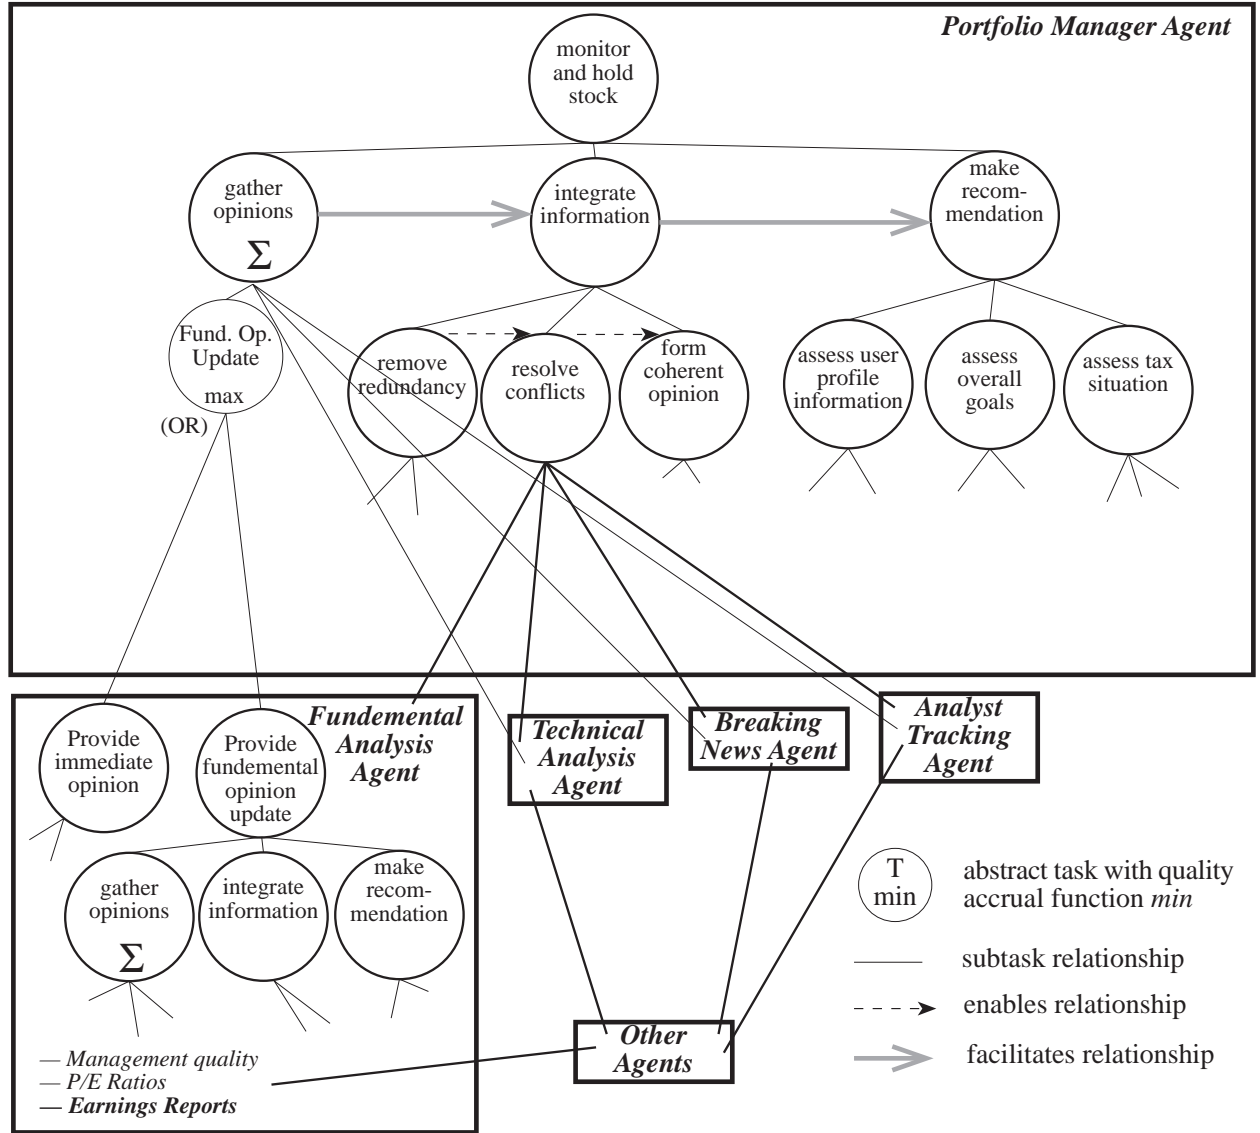 Portfolio Manager Agent
monitor
and hold
stock
gather
opinions
Σ
integrate
information
make
recom-
mendation
Fund. Op.
Update
max
(OR)
remove
redundancy
resolve
conflicts
form
coherent
opinion
assess user
profile
information
assess
overall
goals
assess tax
situation
Provide
immediate
opinion
Provide
fundemental
opinion
update
Fundemental
Analysis
Agent
Technical
Analysis
Agent
Breaking
News Agent
Analyst
Tracking
Agent
gather
opinions
Σ
integrate
information
make
recom-
mendation
— Management quality
— P/E Ratios
— Earnings Reports
Other
Agents
T
min
abstract task with quality
accrual function min
subtask relationship
enables relationship
facilitates relationship